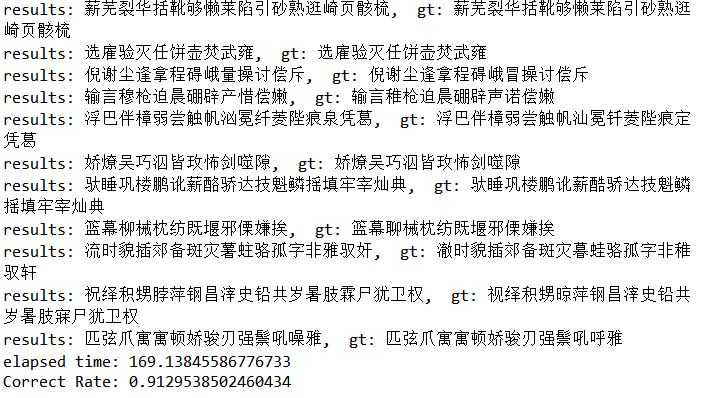 results: 薪芜裂华括靴够懒莱陷引砂熟逛崎页骸梳,  gt: 薪芜裂华括靴够懒莱陷引砂熟逛
崎页骸梳
results: 选雇验灭任饼壶焚武雍,  gt: 选雇验灭任饼壶焚武雍
results: 倪谢尘逢拿程碍峨量操讨偿斥,  gt: 倪谢尘逢拿程碍峨冒操讨偿斥
results: 输言穆枪迫晨硼辟产惜偿嫩,  gt: 输言稚枪迫晨硼辟声诺偿嫩
results: 浮巴伴樟弱尝触帆汹冕纤菱陛痕泉凭葛,  gt: 浮巴伴樟弱尝触帆汕冕钎菱陛痕定
凭葛
results: 娇燎吴巧泗皆玫怖剑噬隙,  gt: 娇燎吴巧泗皆玫怖剑噬隙
results: 驮睡巩楼鹏讹薪酪骄达技魁鳞摇填牢宰灿典,  gt: 驮睡巩楼鹏讹薪酷骄达技魁鳞
摇填牢宰灿典
results: 篮幕柳械枕纺既堰邪傈嫌挨,  gt: 篮幕聊械枕纺既堰邪傈嫌挨
results: 流时貌插郊备斑灾薯蛀骆孤字非雅驭奸,  gt: 澈时貌插郊备斑灾暮蛙骆孤字非稚
驭轩
results: 祝绎积甥脖萍钢昌滓史铅共岁暑肢霖尸犹卫权,  gt: 祝绎积甥晾萍钢昌滓史铅共
岁暑肢寐尸犹卫权
results: 匹弦爪寓寓顿娇骏刃强鬃吼噪雅,  gt: 匹弦爪寓寓顿娇骏刃强鬃吼呼雅
elapsed time: 169.13845586776733
Correct Rate: 0.9129538502460434